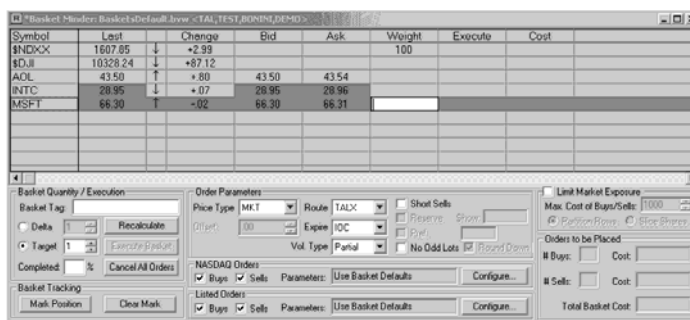 *Basket Minder: BasketsDefault.bvw <TAL,TEST,BONINI,DEMO>
Symbol Last Change Bid Ask Weight Execute Cost
$NDXX 1607.85 ↓ +2.99 100
$DJI 10328.24 ↓ +87.12
AOL 43.50 ↑ +.80 43.50 43.54
INTC 28.95 ↓ +.07 28.95 28.96
MSFT 66.30 ↑ -.02 66.30 66.31
Basket Quantity / Execution Order Parameters Limit Market Exposure
Basket Tag: Price Type MKT Route TALX Short Sells Max. Cost of Buys/Sells: 1000
Delta 1 Recalculate Offset: .00 Expire IOC Reserve Show: Partition Rows Slice Shares
Target 1 Execute Basket Pref.: Orders to be Placed
Vol. Type Partial No Odd Lots Round Down # Buys: Cost:
Completed: % Cancel All Orders NASDAQ Orders
Buys Sells Parameters: Use Basket Defaults Configure... # Sells: Cost:
Basket Tracking Listed Orders
Mark Position Clear Mark Buys Sells Parameters: Use Basket Defaults Configure... Total Basket Cost: